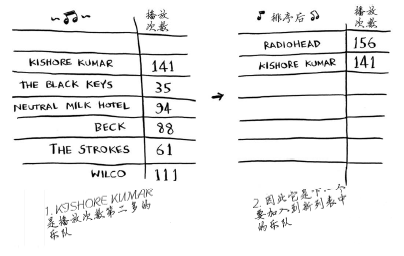 播放
次数
KISHORE KUMAR 141
THE BLACK KEYS 35
NEUTRAL MILK HOTEL 94
BECK 88
THE STROKES 61
WILCO 111
1. KISHORE KUMAR
是播放次数第二多的
乐队
排序后
播放
次数
RADIOHEAD 156
KISHORE KUMAR 141
2. 因此它是下一个
要加入到新列表中
的乐队